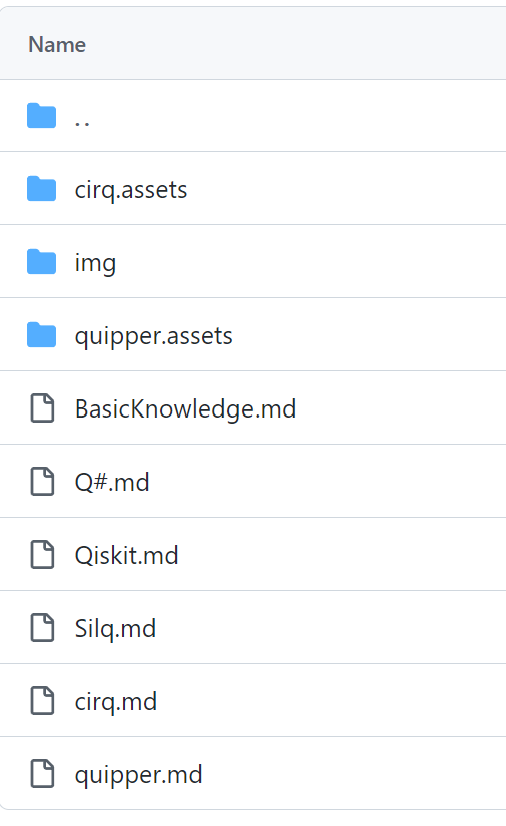 Name
..
cirq.assets
img
quipper.assets
BasicKnowledge.md
Q#.md
Qiskit.md
Silq.md
cirq.md
quipper.md